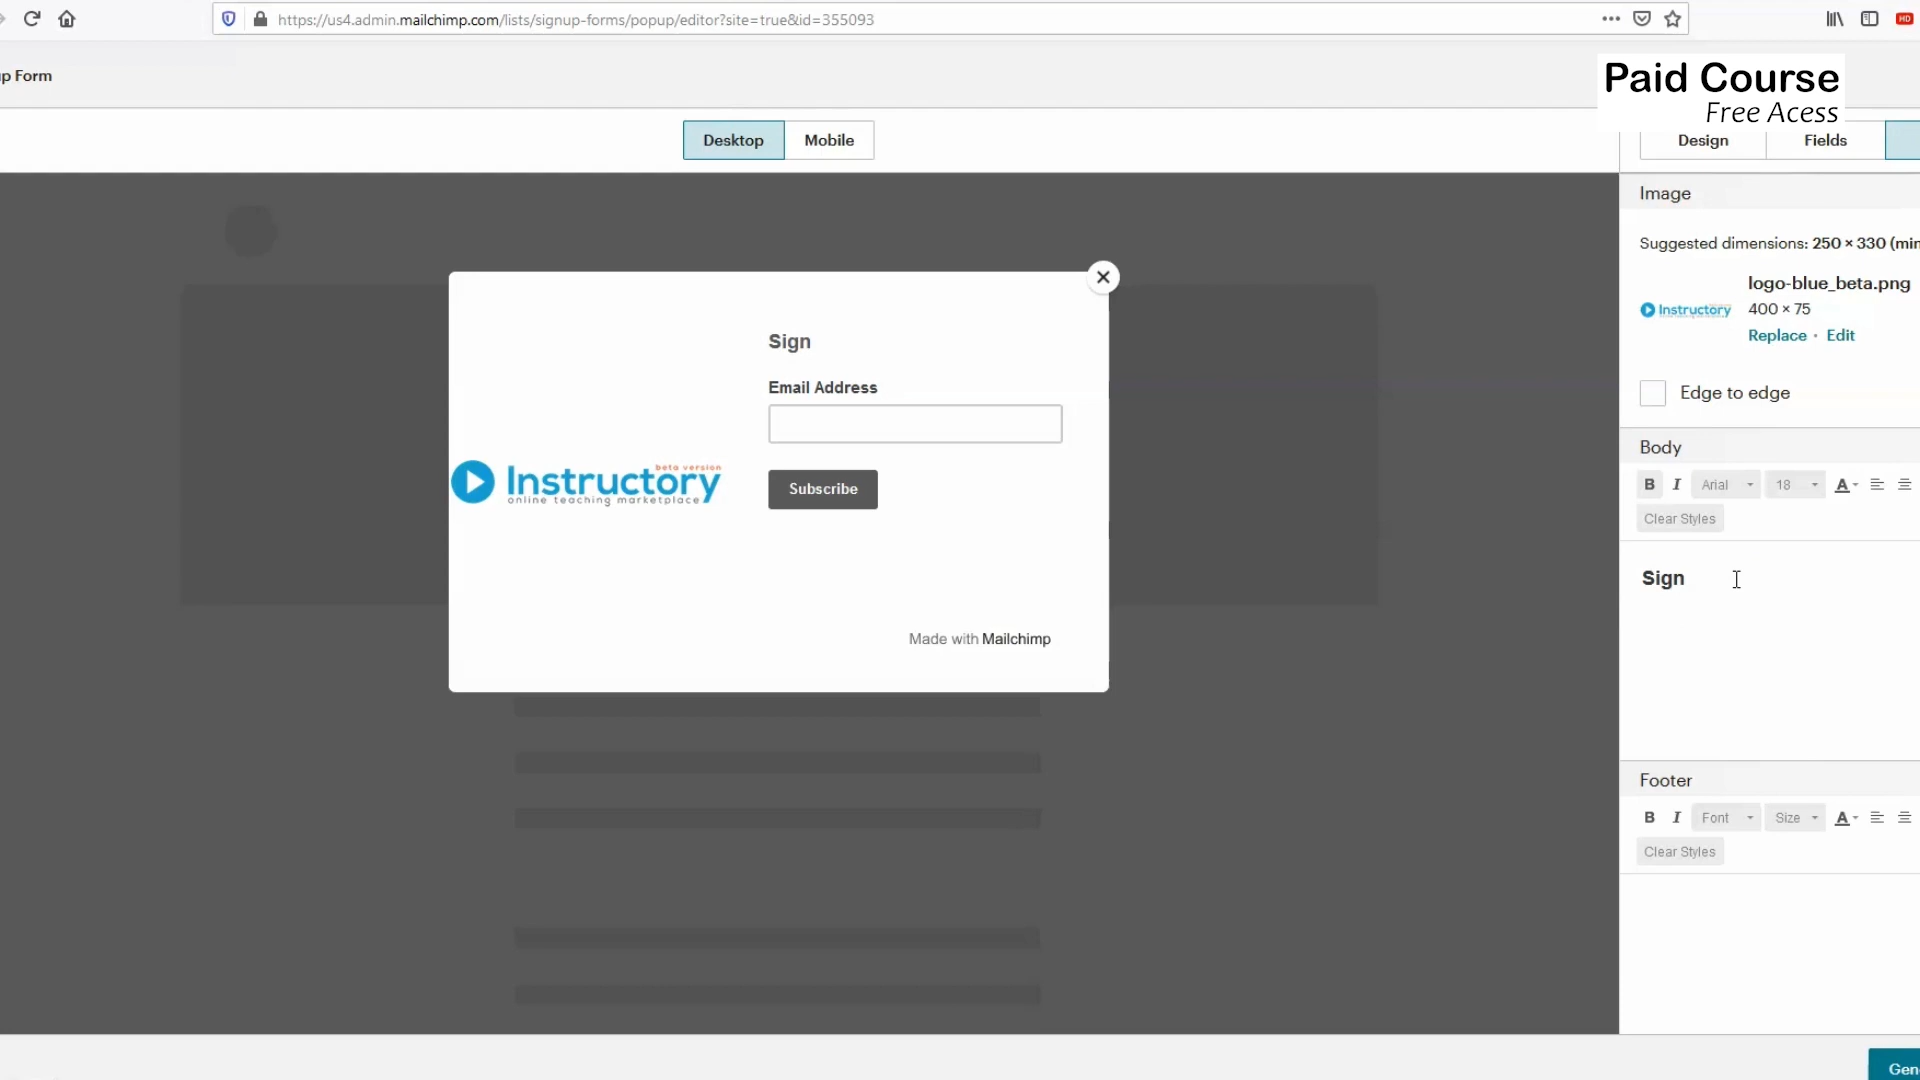 https://us4.admin.mailchimp.com/lists/signup-forms/popup/editor?site=true&id=355093
HD
p Form
Paid Course
Free Acess
Desktop
Mobile
Design
Fields
Image
Suggested dimensions: 250 × 330 (min
logo-blue_beta.png
Instructory
400 × 75
Replace · Edit
Edge to edge
Sign
Email Address
beta version
Instructory
online teaching marketplace
Subscribe
Made with Mailchimp
Body
B I Arial 18 A
Clear Styles
Sign
Footer
B I Font Size A
Clear Styles
Gen